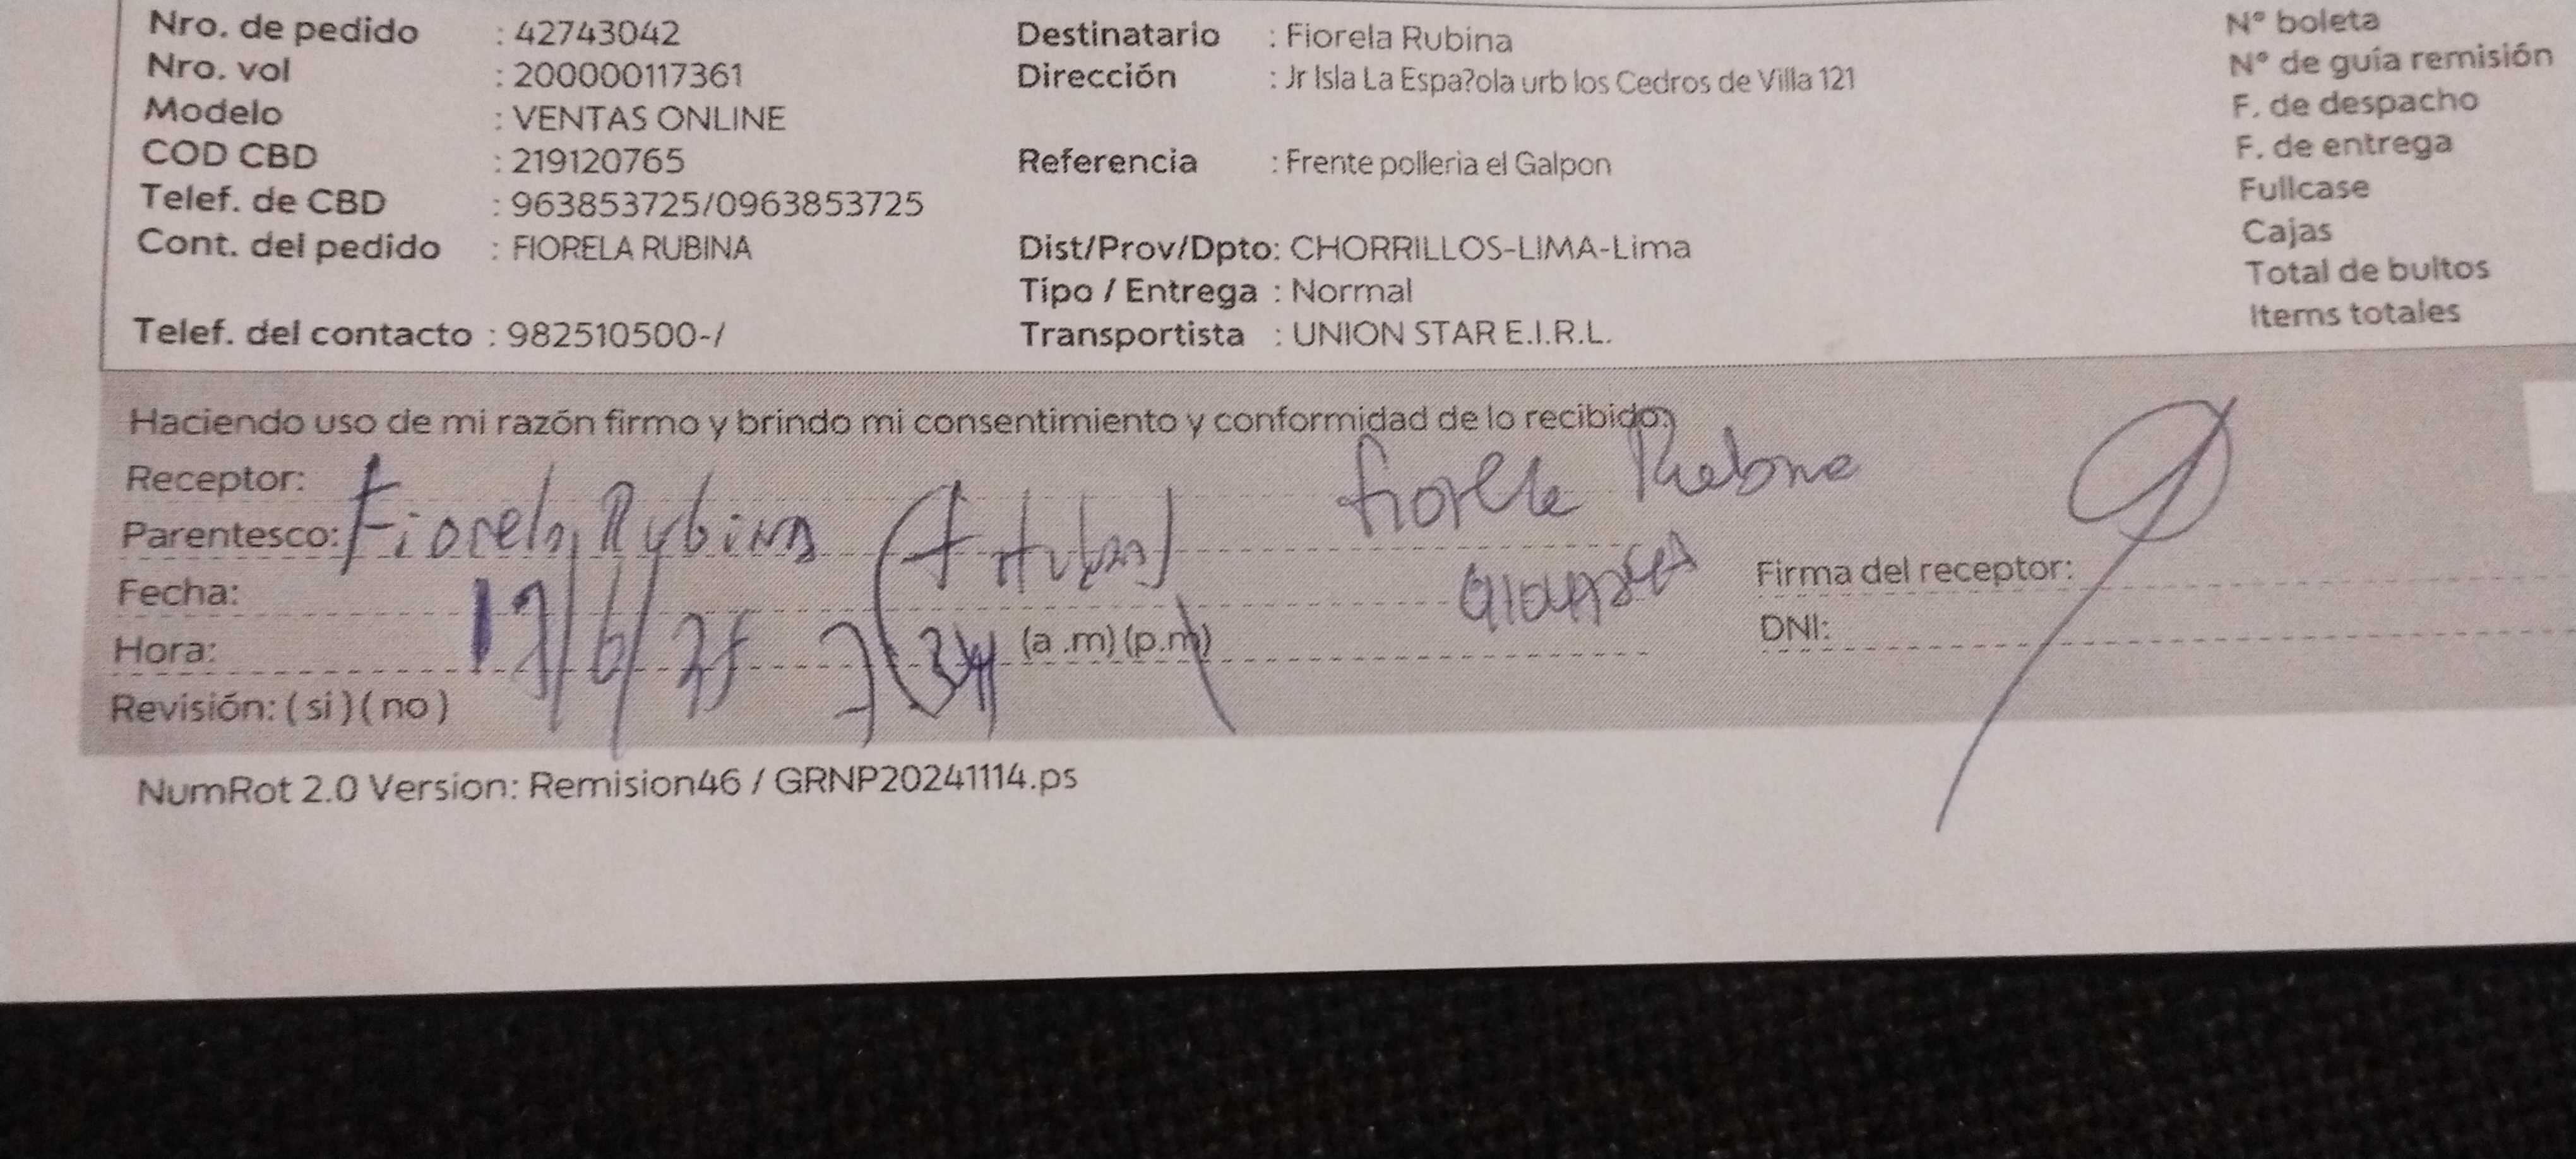 Nro. de pedido : 42743042
Nro. vol : 200000117361
Modelo : VENTAS ONLINE
COD CBD : 219120765
Telef. de CBD : 963853725/0963853725
Cont. del pedido : FIORELA RUBINA
Telef. del contacto : 982510500-/
Destinatario : Fiorela Rubina
Dirección : Jr Isla La Espa?ola urb los Cedros de Villa 121
Referencia : Frente polleria el Galpon
Dist/Prov/Dpto: CHORRILLOS-LIMA-Lima
Tipo / Entrega : Normal
Transportista : UNION STAR E.I.R.L.
N° boleta
N° de guía remisión
F. de despacho
F. de entrega
Fullcase
Cajas
Total de bultos
Items totales
Haciendo uso de mi razón firmo y brindo mi consentimiento y conformidad de lo recibido:
Receptor:
Parentesco: Fiorela Rubina
Fecha: 17/6/25
Hora: (a .m) (p.m)
Revisión: ( si ) ( no )
Firma del receptor:
DNI:
NumRot 2.0 Version: Remision46 / GRNP20241114.ps